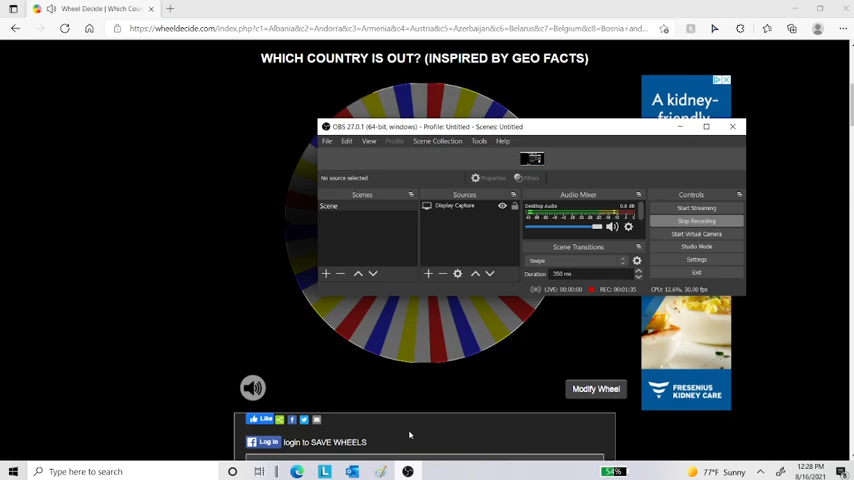 Wheel Decide | Which Cour
https://wheeldecide.com/index.php?c1=Albania&c2=Andorra&c3=Armenia&c4=Austria&c5=Azerbaijan&c6=Belarus&c7=Belgium&c8=Bosnia+and...
WHICH COUNTRY IS OUT? (INSPIRED BY GEO FACTS)
A kidney-
friendly
OBS 27.0.1 (64-bit, windows) - Profile: Untitled - Scenes: Untitled
File Edit View Profile Scene Collection Tools Help
No source selected Properties Filters
Scenes Sources Audio Mixer Controls
Scene Display Capture Desktop Audio 0.0 dB Start Streaming
Stop Recording
Start Virtual Camera
Scene Transitions Studio Mode
Swipe Settings
Duration 350 ms Exit
LIVE: 00:00:00 REC: 00:01:35 CPU: 12.6%, 30.00 fps
FRESENIUS
KIDNEY CARE
Modify Wheel
Like
Log in login to SAVE WHEELS
Type here to search 54% 77°F Sunny 12:28 PM
8/16/2021